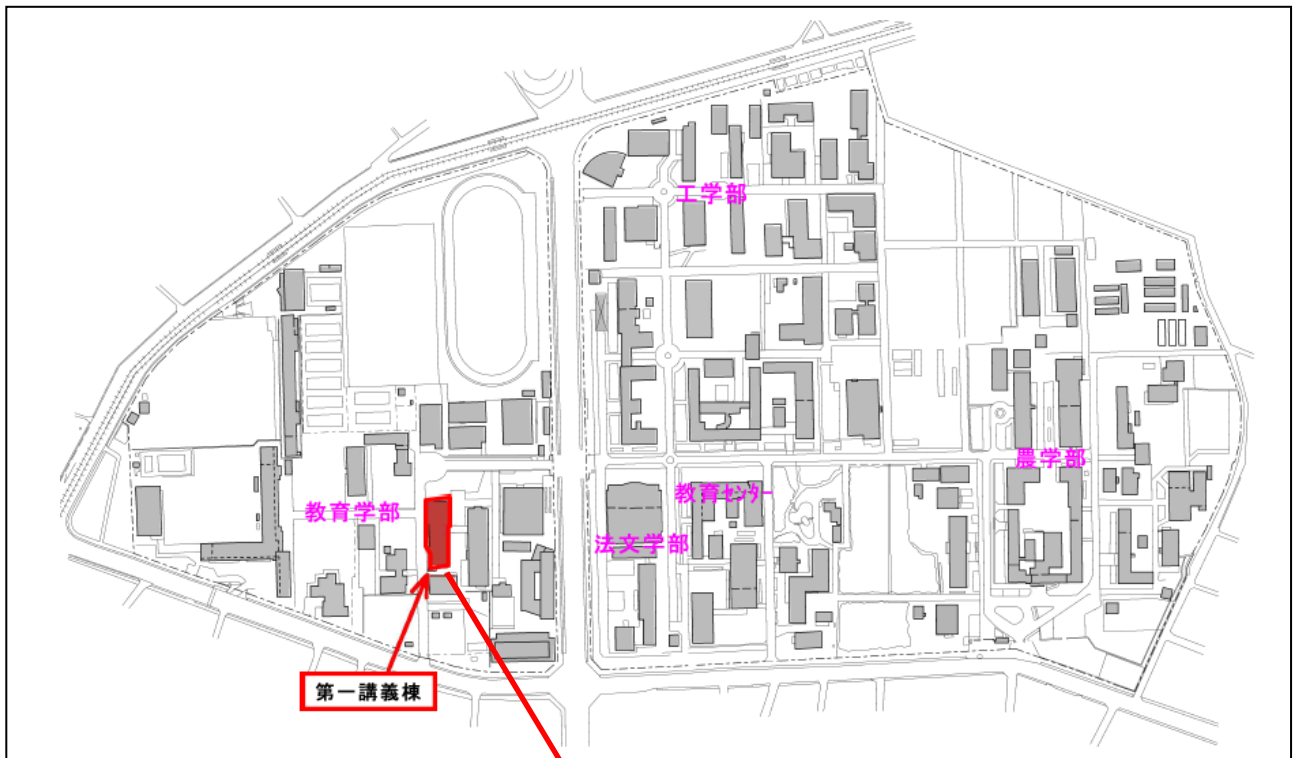 工学部
農学部
教育センター
教育学部
法文学部
第一講義棟